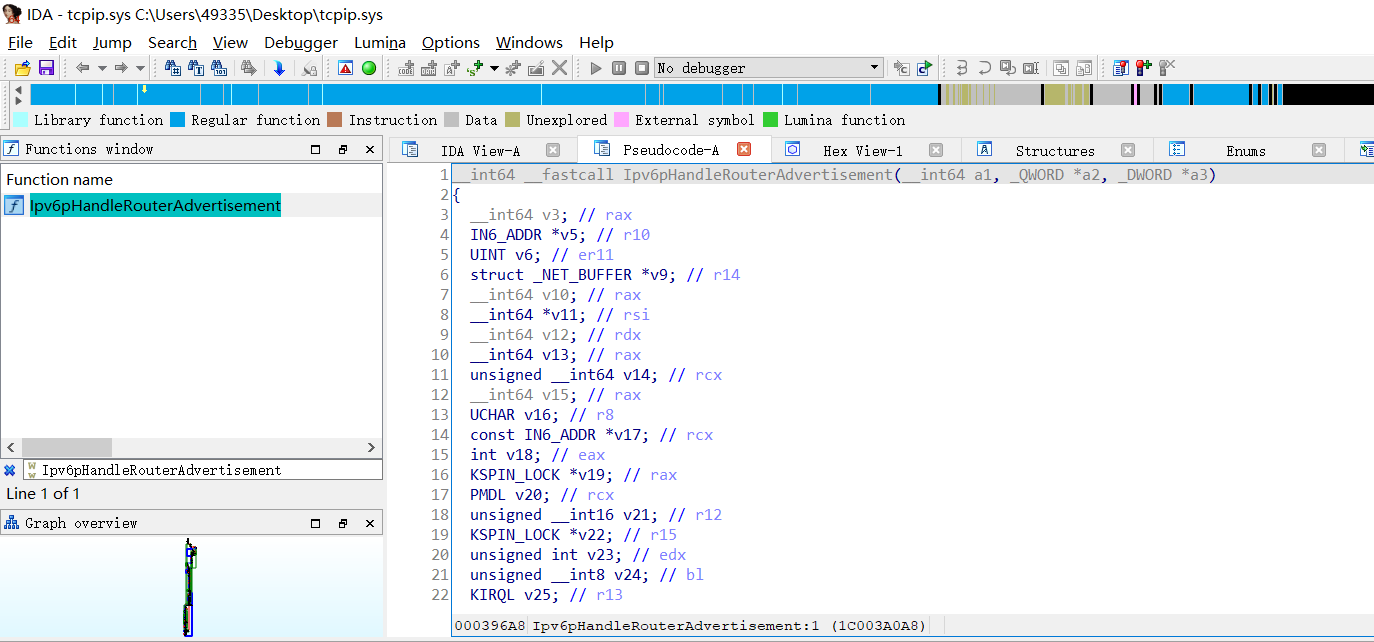 IDA - tcpip.sys C:\Users\49335\Desktop\tcpip.sys
File Edit Jump Search View Debugger Lumina Options Windows Help
No debugger
Library function Regular function Instruction Data Unexplored External symbol Lumina function
Functions window
Function name
f Ipv6pHandleRouterAdvertisement
Ipv6pHandleRouterAdvertisement
Line 1 of 1
Graph overview
IDA View-A Pseudocode-A Hex View-1 Structures Enums
1 __int64 __fastcall Ipv6pHandleRouterAdvertisement(__int64 a1, _QWORD *a2, _DWORD *a3)
2 {
3 __int64 v3; // rax
4 IN6_ADDR *v5; // r10
5 UINT v6; // er11
6 struct _NET_BUFFER *v9; // r14
7 __int64 v10; // rax
8 __int64 *v11; // rsi
9 __int64 v12; // rdx
10 __int64 v13; // rax
11 unsigned __int64 v14; // rcx
12 __int64 v15; // rax
13 UCHAR v16; // r8
14 const IN6_ADDR *v17; // rcx
15 int v18; // eax
16 KSPIN_LOCK *v19; // rax
17 PMDL v20; // rcx
18 unsigned __int16 v21; // r12
19 KSPIN_LOCK *v22; // r15
20 unsigned int v23; // edx
21 unsigned __int8 v24; // bl
22 KIRQL v25; // r13
000396A8 Ipv6pHandleRouterAdvertisement:1 (1C003A0A8)